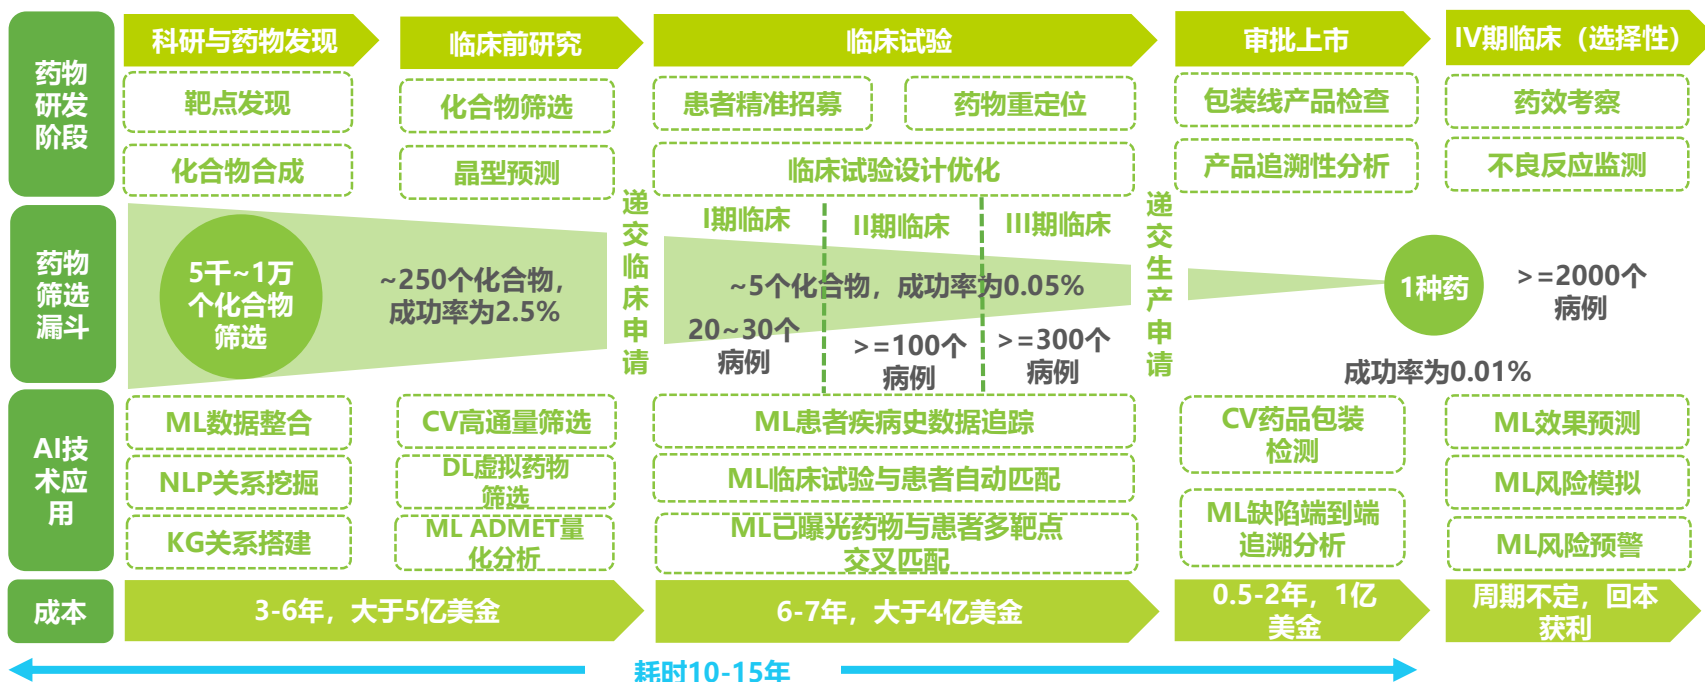 药物
研发
阶段
科研与药物发现
临床前研究
临床试验
审批上市
IV期临床（选择性）
靶点发现
化合物筛选
患者精准招募
药物重定位
包装线产品检查
药效考察
化合物合成
晶型预测
临床试验设计优化
产品追溯性分析
不良反应监测
药物
筛选
漏斗
5千~1万
个化合物
筛选
~250个化合物，
成功率为2.5%
递交临床申请
I期临床
II期临床
III期临床
~5个化合物，成功率为0.05%
20~30个
病例
>=100个
病例
>=300个
病例
递交生产申请
1种药
>=2000个
病例
成功率为0.01%
AI技
术应
用
ML数据整合
CV高通量筛选
ML患者疾病史数据追踪
CV药品包装
检测
ML效果预测
NLP关系挖掘
DL虚拟药物
筛选
ML临床试验与患者自动匹配
ML缺陷端到端
追溯分析
ML风险模拟
KG关系搭建
ML ADMET量
化分析
ML已曝光药物与患者多靶点
交叉匹配
ML风险预警
成本
3-6年，大于5亿美金
6-7年，大于4亿美金
0.5-2年，1亿
美金
周期不定，回本
获利
耗时10-15年